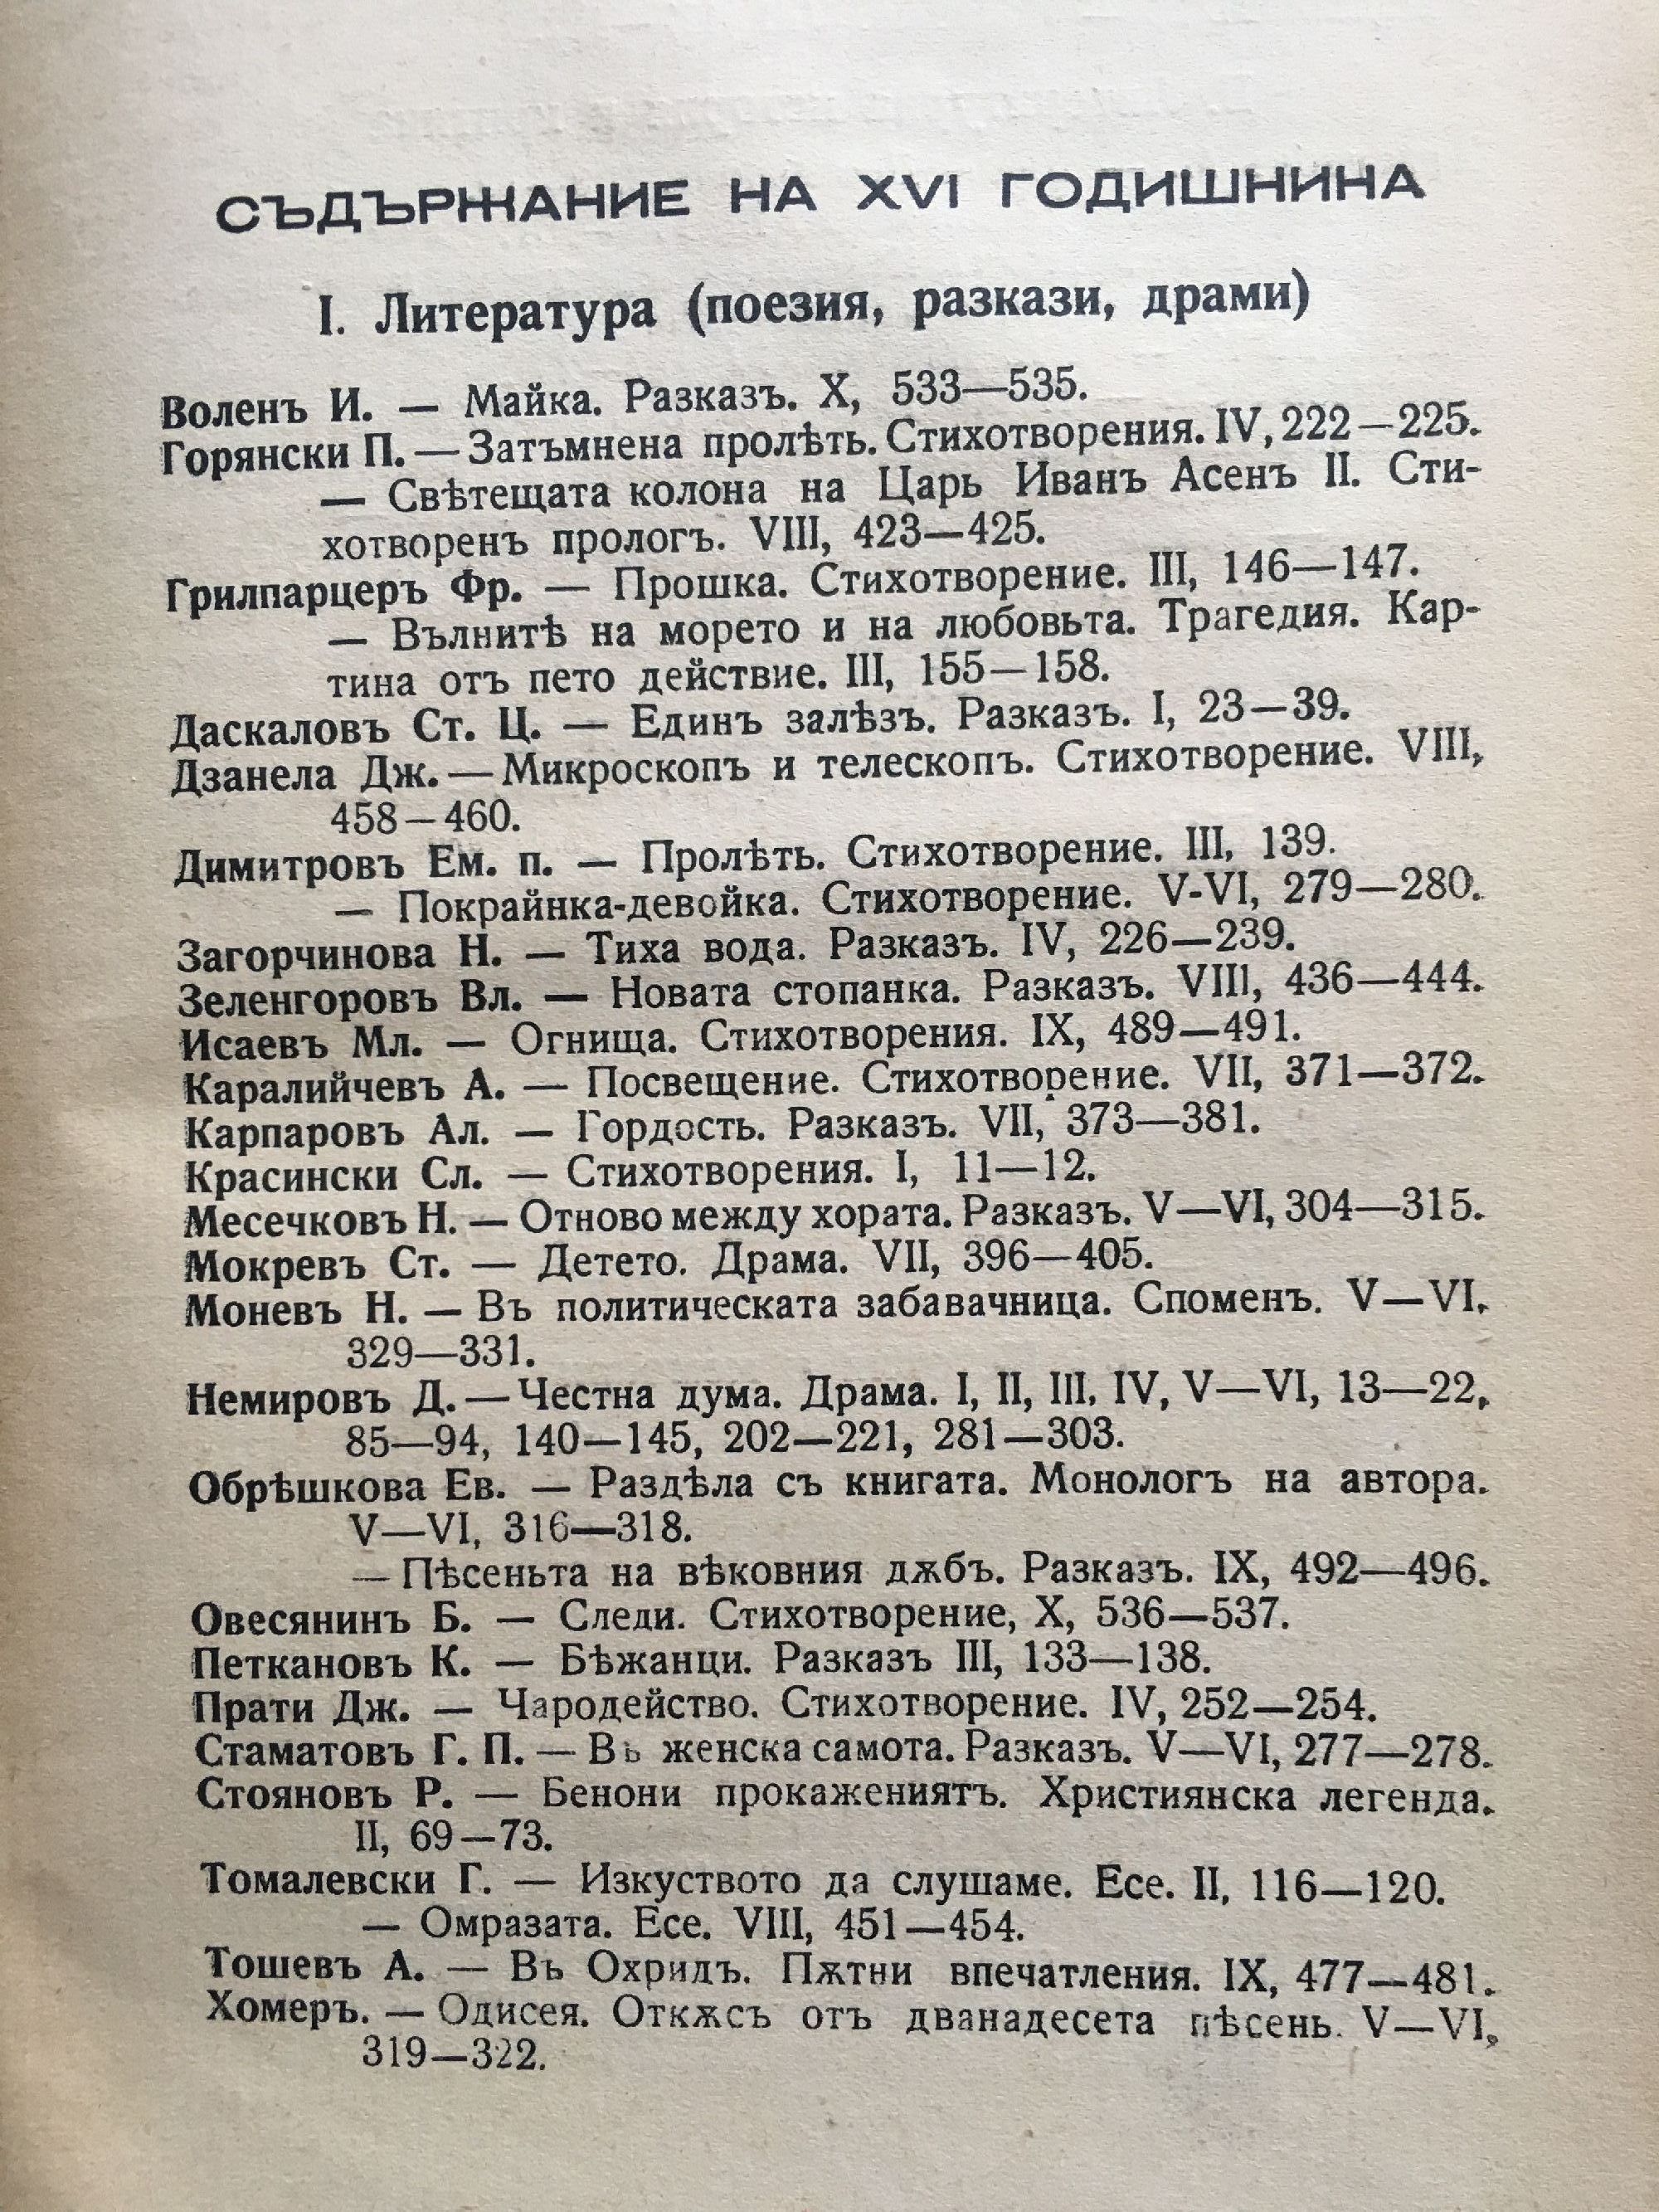 СЪДЪРЖАНИЕ НА XVI ГОДИШНИНА
I. Литература (поезия, разкази, драми)
Воленъ И. — Майка. Разказъ. X, 533—535.
Горянски П. — Затъмнена пролѣть. Стихотворения. IV, 222—225.
— Свѣтещата колона на Царь Иванъ Асенъ II. Сти-
хотворенъ прологъ. VIII, 423—425.
Грилпарцеръ Фр. — Прошка. Стихотворение. III, 146—147.
— Вълнитѣ на морето и на любовьта. Трагедия. Кар-
тина отъ пето действие. III, 155—158.
Даскаловъ Ст. Ц. — Единъ залѣзъ. Разказъ. I, 23—39.
Дзанела Дж. — Микроскопъ и телескопъ. Стихотворение. VIII,
458—460.
Димитровъ Ем. п. — Пролѣть. Стихотворение. III, 139.
— Покрайнка-девойка. Стихотворение. V-VI, 279—280.
Загорчинова Н. — Тиха вода. Разказъ. IV, 226—239.
Зеленгоровъ Вл. — Новата стопанка. Разказъ. VIII, 436—444.
Исаевъ Мл. — Огнища. Стихотворения. IX, 489—491.
Каралийчевъ А. — Посвещение. Стихотворение. VII, 371—372.
Карпаровъ Ал. — Гордость. Разказъ. VII, 373—381.
Красински Сл. — Стихотворения. I, 11—12.
Месечковъ Н. — Отново между хората. Разказъ. V—VI, 304—315.
Мокревъ Ст. — Детето. Драма. VII, 396—405.
Моневъ Н. — Въ политическата забавачница. Споменъ. V—VI,
329—331.
Немировъ Д. — Честна дума. Драма. I, II, III, IV, V—VI, 13—22,
85—94, 140—145, 202—221, 281—303.
Обрѣшкова Ев. — Раздѣла съ книгата. Монологъ на автора.
V—VI, 316—318.
— Пѣсеньта на вѣковния дѫбъ. Разказъ. IX, 492—496.
Овесянинъ Б. — Следи. Стихотворение, X, 536—537.
Петкановъ К. — Бѣжанци. Разказъ III, 133—138.
Прати Дж. — Чародейство. Стихотворение. IV, 252—254.
Стаматовъ Г. П. — Въ женска самота. Разказъ. V—VI, 277—278.
Стояновъ Р. — Бенони прокажениятъ. Християнска легенда.
II, 69—73.
Томалевски Г. — Изкуството да слушаме. Есе. II, 116—120.
— Омразата. Есе. VIII, 451—454.
Тошевъ А. — Въ Охридъ. Пѫтни впечатления. IX, 477—481.
Хомеръ. — Одисея. Откѫсъ отъ дванадесета пѣсень. V—VI,
319—322.